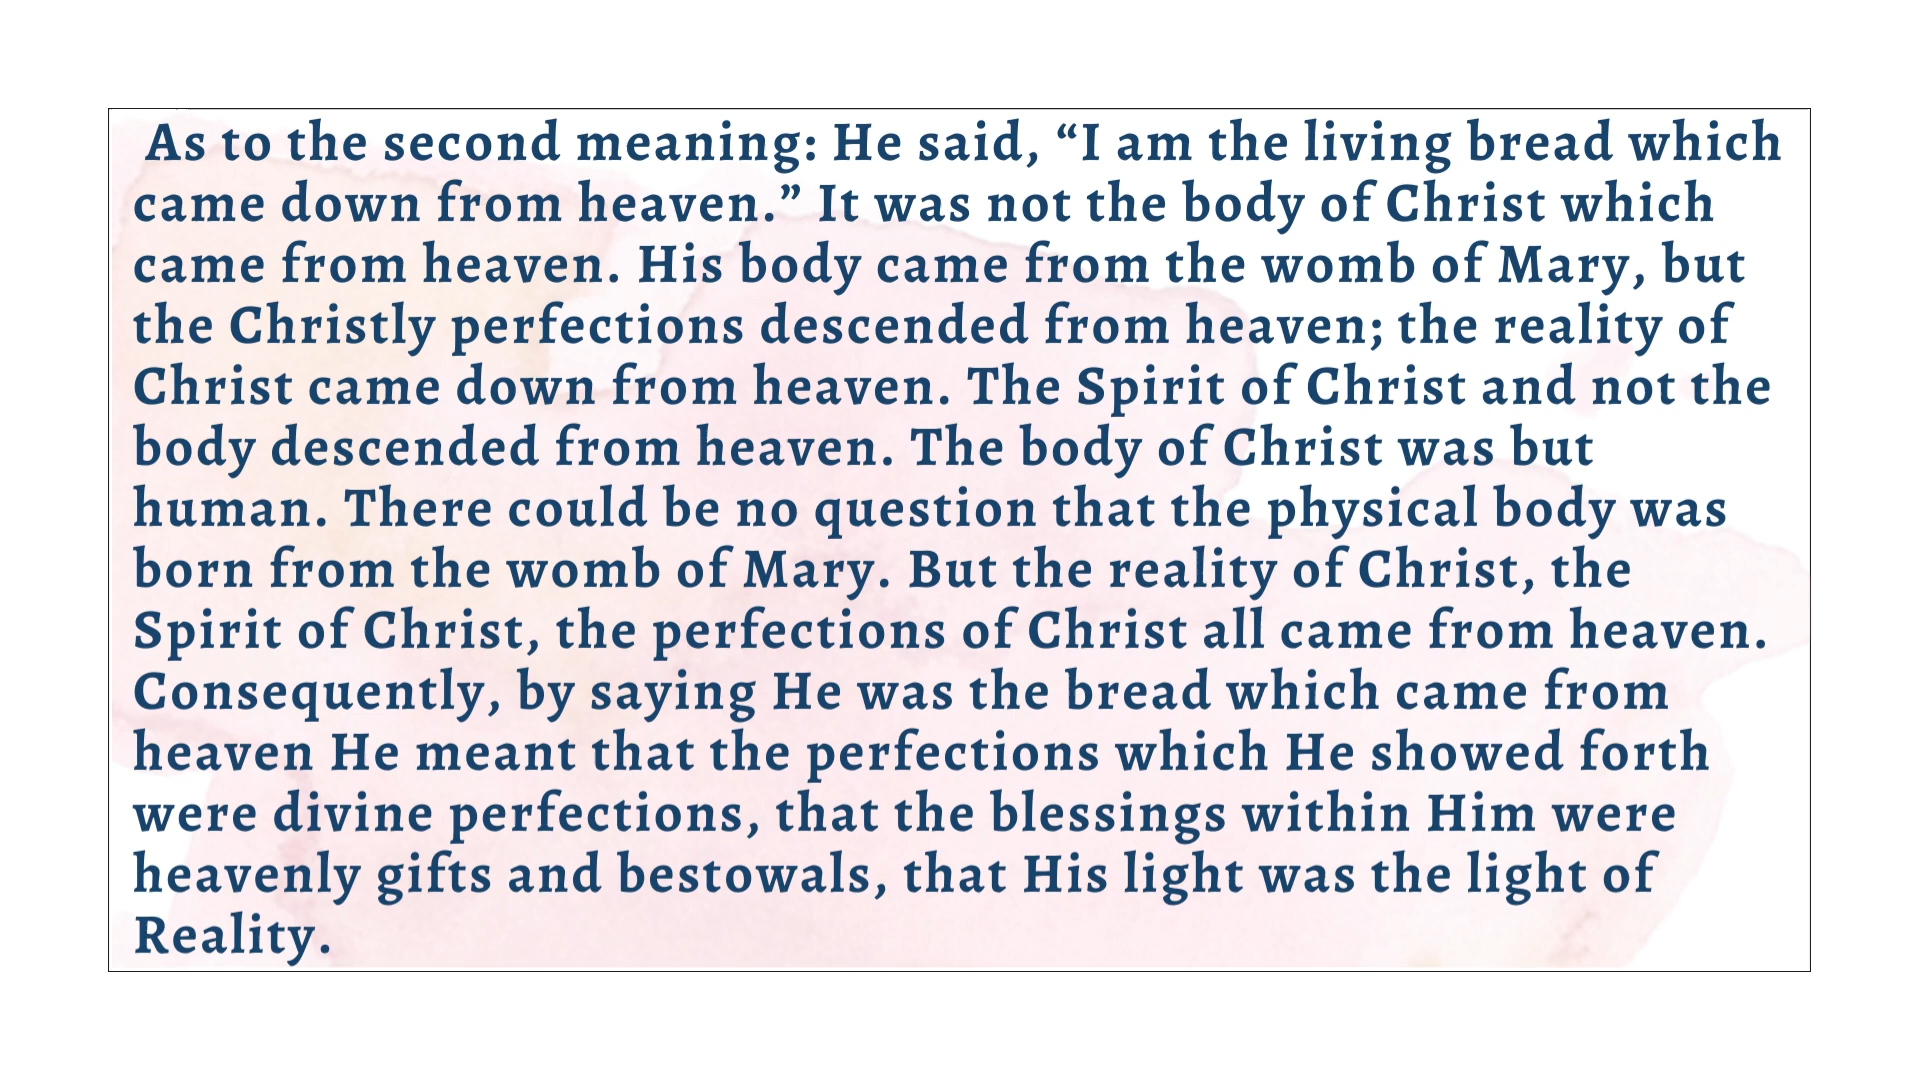 As to the second meaning: He said, “I am the living bread which
came down from heaven.” It was not the body of Christ which
came from heaven. His body came from the womb of Mary, but
the Christly perfections descended from heaven; the reality of
Christ came down from heaven. The Spirit of Christ and not the
body descended from heaven. The body of Christ was but
human. There could be no question that the physical body was
born from the womb of Mary. But the reality of Christ, the
Spirit of Christ, the perfections of Christ all came from heaven.
Consequently, by saying He was the bread which came from
heaven He meant that the perfections which He showed forth
were divine perfections, that the blessings within Him were
heavenly gifts and bestowals, that His light was the light of
Reality.